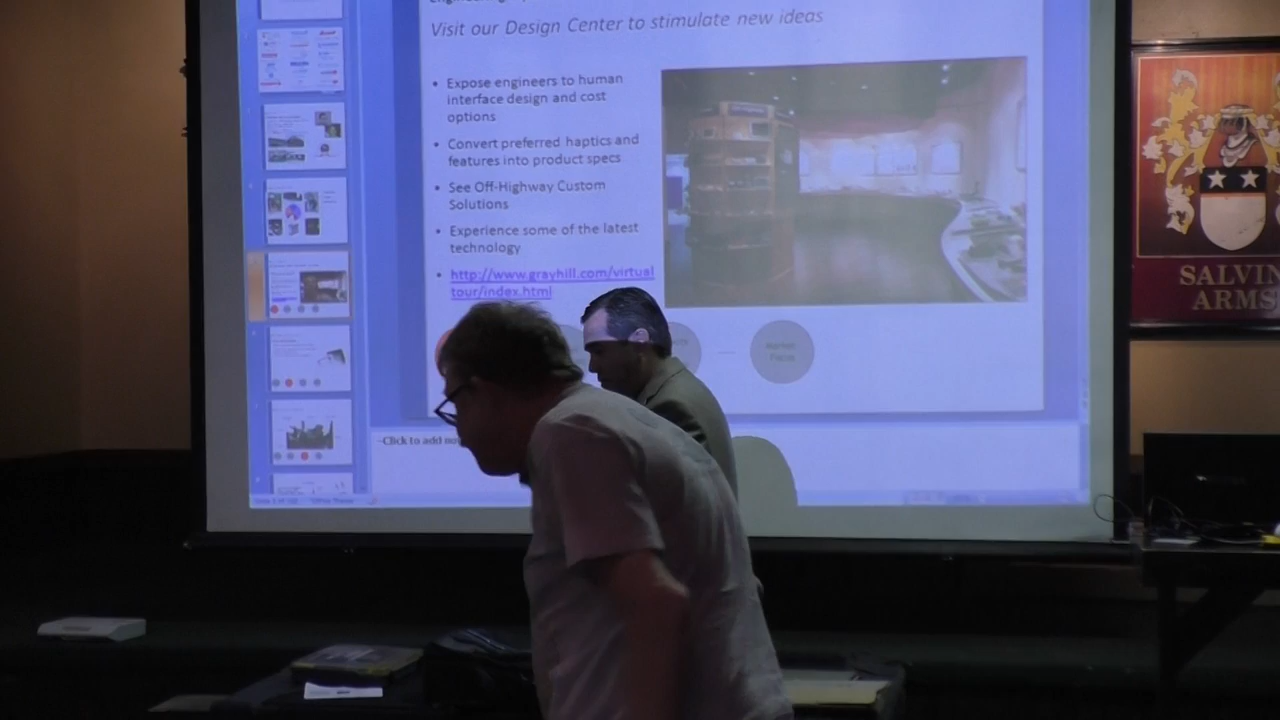 Visit our Design Center to stimulate new ideas
• Expose engineers to human
interface design and cost
options
• Convert preferred haptics and
features into product specs
• See Off-Highway Custom
Solutions
• Experience some of the latest
technology
• http://www.grayhill.com/virtual
tour/index.html
Click to add
SALVIN
ARMS